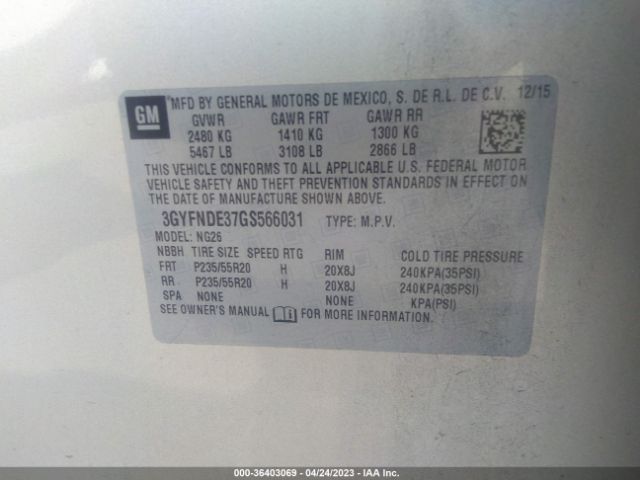 GM MFD BY GENERAL MOTORS DE MEXICO, S. DE R.L. DE C.V. 12/15
GVWR GAWR FRT GAWR RR
2480 KG 1410 KG 1300 KG
5467 LB 3108 LB 2866 LB
THIS VEHICLE CONFORMS TO ALL APPLICABLE U.S. FEDERAL MOTOR
VEHICLE SAFETY AND THEFT PREVENTION STANDARDS IN EFFECT ON
THE DATE OF MANUFACTURE SHOWN ABOVE.
3GYFNDE37GS566031 TYPE: M.P.V.
MODEL: NG26
NBBH TIRE SIZE SPEED RTG RIM COLD TIRE PRESSURE
FRT P235/55R20 H 20X8J 240KPA(35PSI)
RR P235/55R20 H 20X8J 240KPA(35PSI)
SPA NONE NONE KPA(PSI)
SEE OWNER'S MANUAL i FOR MORE INFORMATION.
000-36403069 - 04/24/2023 - IAA Inc.